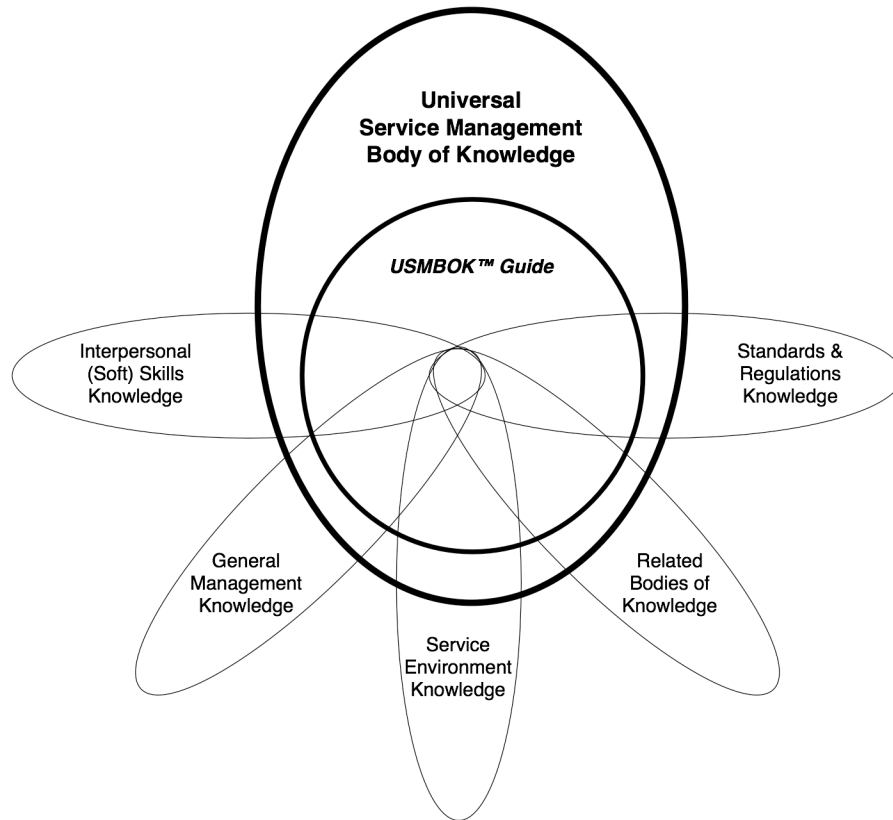 Universal
Service Management
Body of Knowledge
USMBOK™ Guide
Interpersonal
(Soft) Skills
Knowledge
Standards &
Regulations
Knowledge
General
Management
Knowledge
Related
Bodies of
Knowledge
Service
Environment
Knowledge